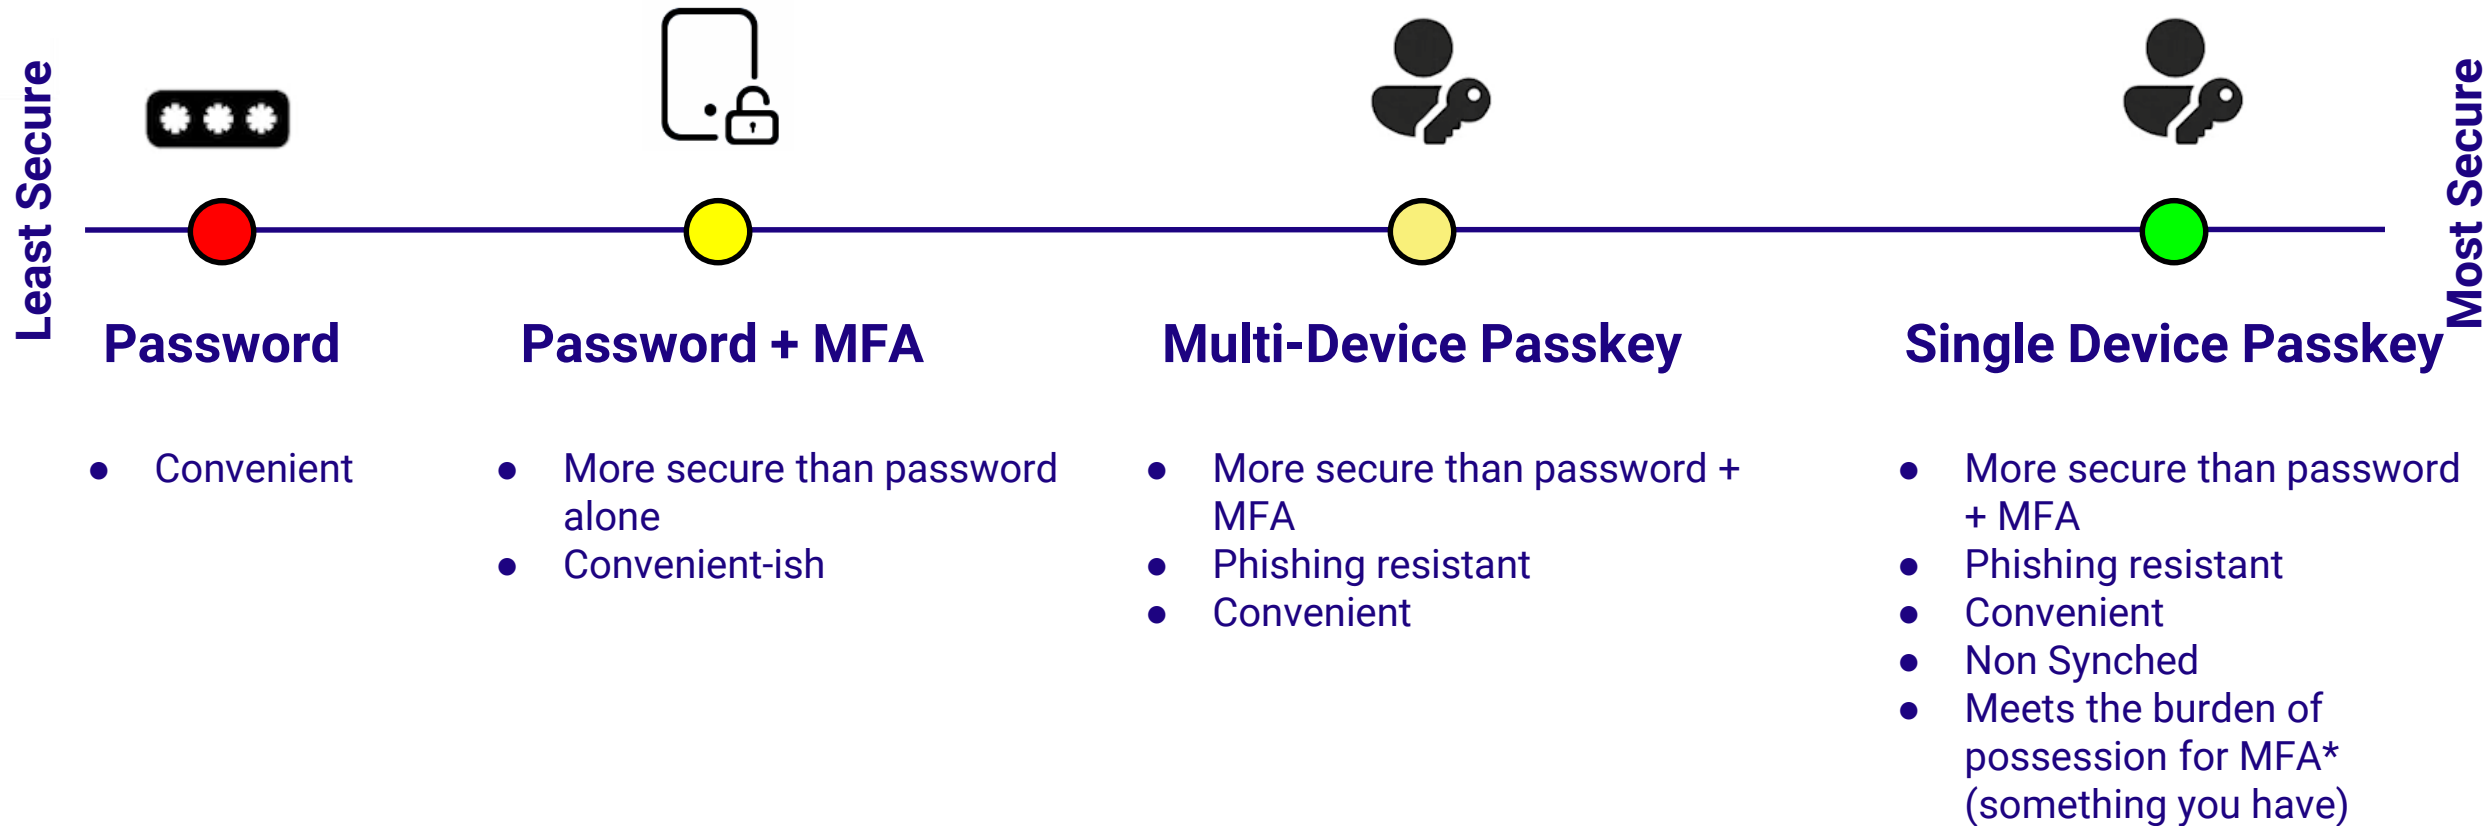 Least Secure
Most Secure
Password
● Convenient
Password + MFA
● More secure than password
alone
● Convenient-ish
Multi-Device Passkey
● More secure than password +
MFA
● Phishing resistant
● Convenient
Single Device Passkey
● More secure than password
+ MFA
● Phishing resistant
● Convenient
● Non Synched
● Meets the burden of
possession for MFA*
(something you have)